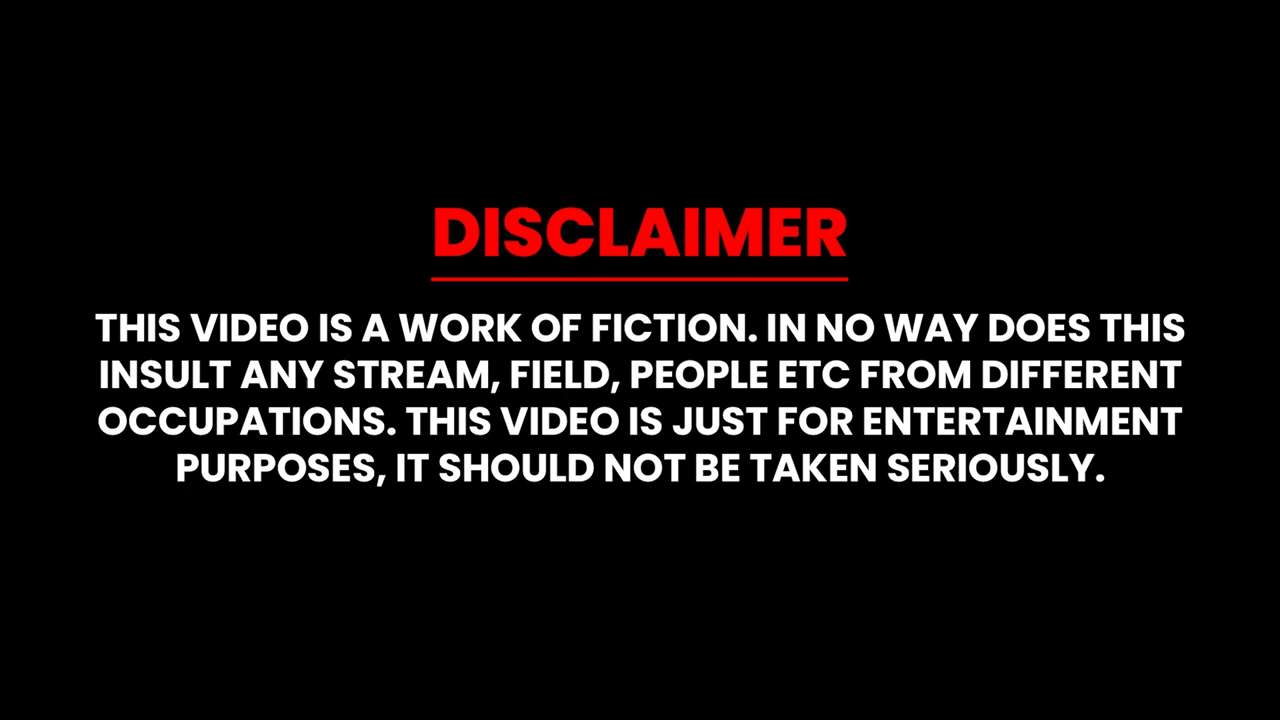 DISCLAIMER
THIS VIDEO IS A WORK OF FICTION. IN NO WAY DOES THIS
INSULT ANY STREAM, FIELD, PEOPLE ETC FROM DIFFERENT
OCCUPATIONS. THIS VIDEO IS JUST FOR ENTERTAINMENT
PURPOSES, IT SHOULD NOT BE TAKEN SERIOUSLY.